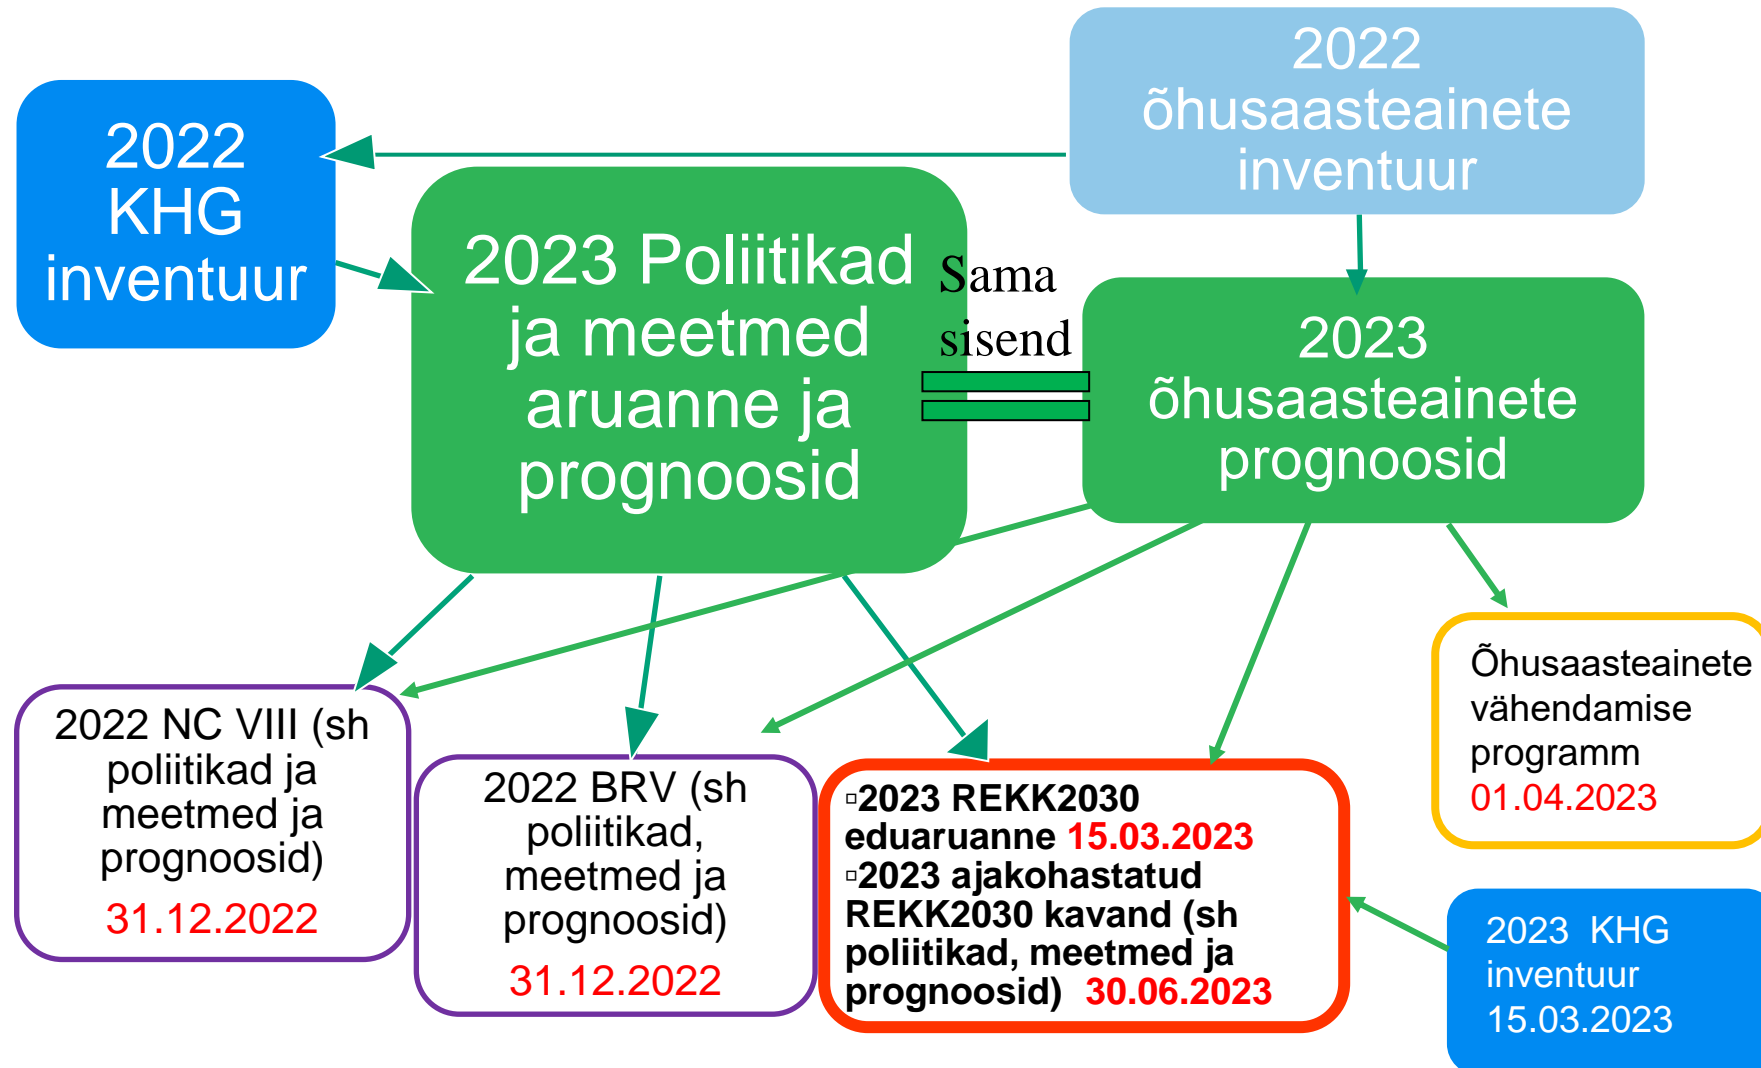 2022
õhusaasteainete
inventuur
2022
KHG
inventuur
2023 Poliitikad
ja meetmed
aruanne ja
prognoosid
Sama
sisend
2023
õhusaasteainete
prognoosid
Õhusaasteainete
vähendamise
programm
01.04.2023
2022 NC VIII (sh
poliitikad ja
meetmed ja
prognoosid)
31.12.2022
2022 BRV (sh
poliitikad,
meetmed ja
prognoosid)
31.12.2022
▫2023 REKK2030
eduaruanne 15.03.2023
▫2023 ajakohastatud
REKK2030 kavand (sh
poliitikad, meetmed ja
prognoosid) 30.06.2023
2023 KHG
inventuur
15.03.2023